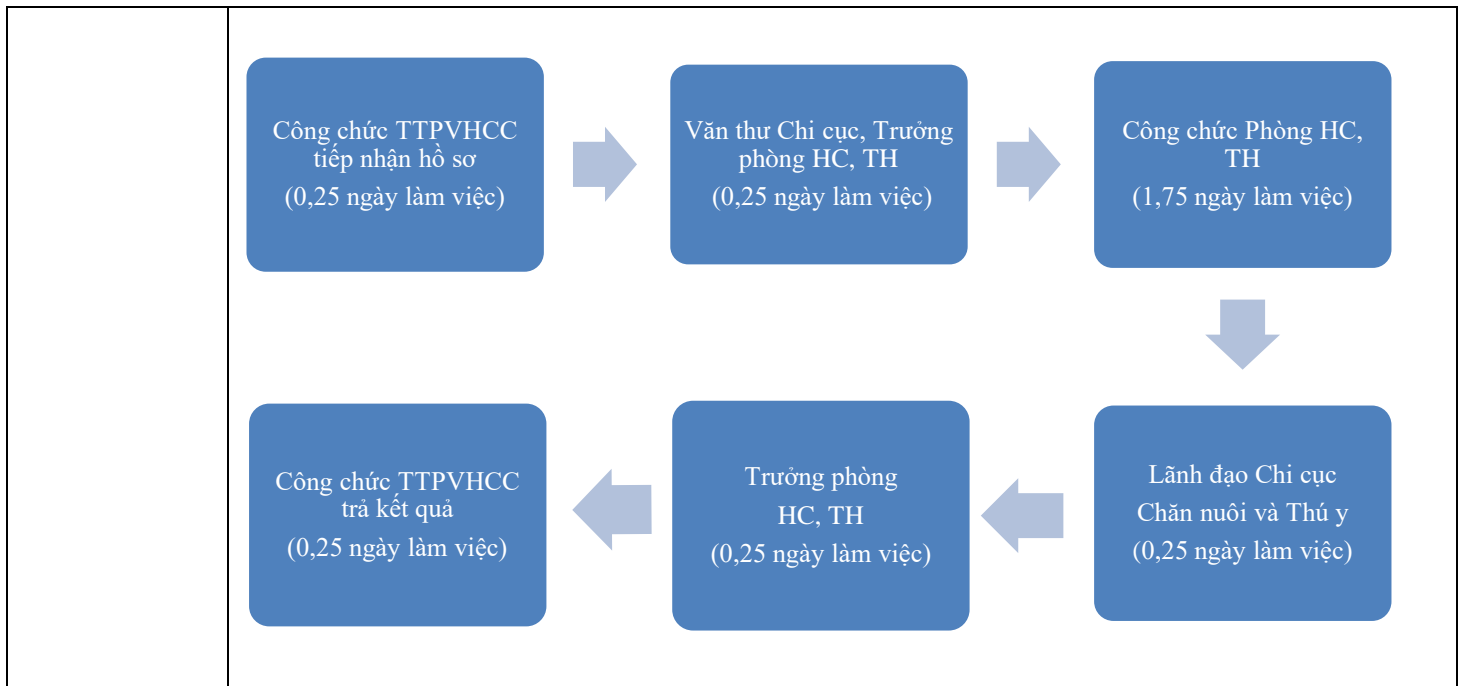 Công chức TTPVHCC
tiếp nhận hồ sơ
(0,25 ngày làm việc)
Văn thư Chi cục, Trưởng
phòng HC, TH
(0,25 ngày làm việc)
Công chức Phòng HC,
TH
(1,75 ngày làm việc)
Lãnh đạo Chi cục
Chăn nuôi và Thú y
(0,25 ngày làm việc)
Trưởng phòng
HC, TH
(0,25 ngày làm việc)
Công chức TTPVHCC
trả kết quả
(0,25 ngày làm việc)